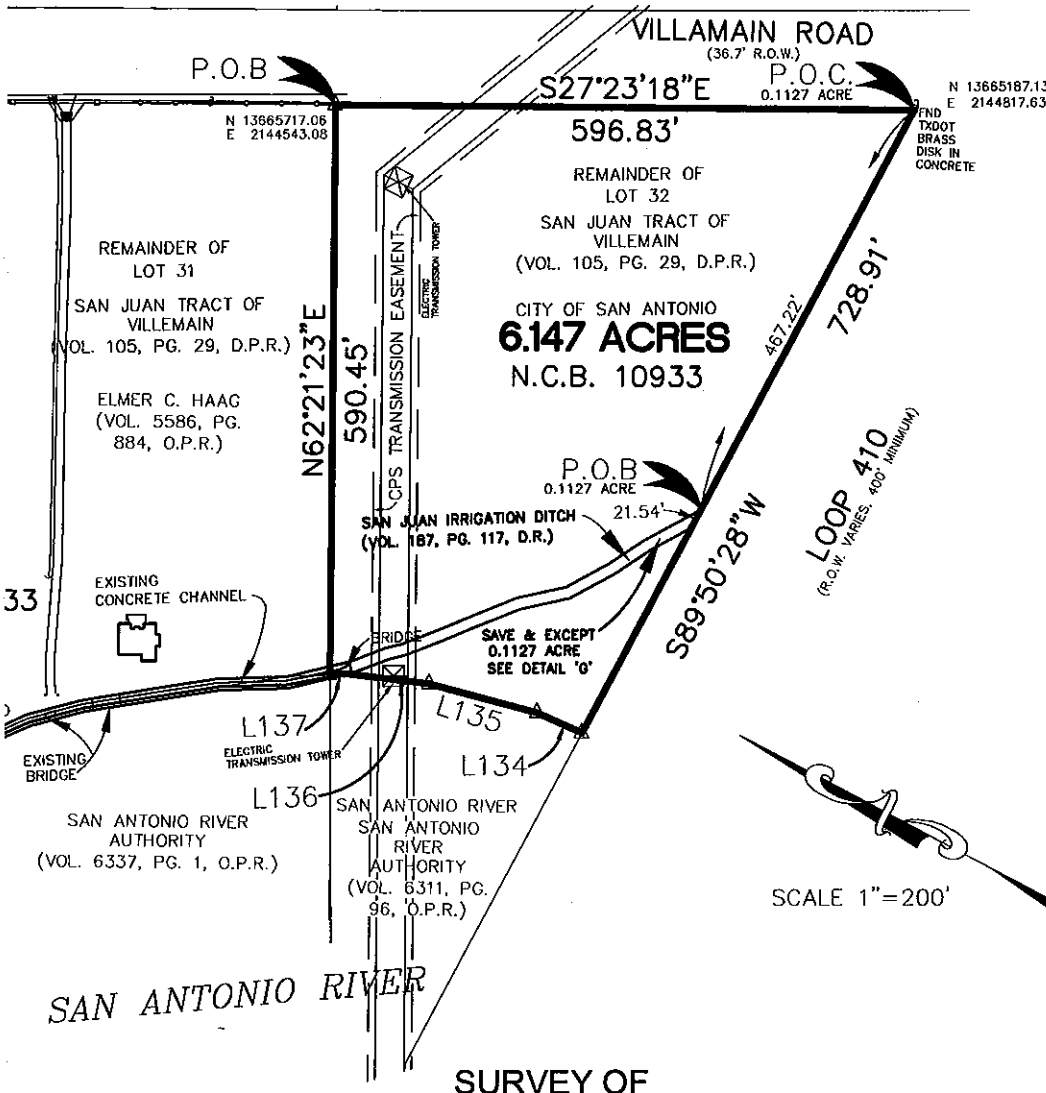 VILLAMAIN ROAD
(36.7' R.O.W.)
P.O.B
P.O.C.
0.1127 ACRE
S27°23'18"E
596.83'
N 13665187.13
E 2144817.63
N 13665717.06
E 2144543.08
FND
TXDOT
BRASS
DISK IN
CONCRETE
REMAINDER OF
LOT 32
SAN JUAN TRACT OF
VILLEMAIN
(VOL. 105, PG. 29, D.P.R.)
CITY OF SAN ANTONIO
6.147 ACRES
N.C.B. 10933
REMAINDER OF
LOT 31
SAN JUAN TRACT OF
VILLEMAIN
(VOL. 105, PG. 29, D.P.R.)
ELMER C. HAAG
(VOL. 5586, PG.
884, O.P.R.)
N62°21'23"E
590.45'
CPS TRANSMISSION EASEMENT
ELECTRIC
TRANSMISSION TOWER
467.22'
728.91'
S89°50'28"W
LOOP 410
(R.O.W. VARIES, 400' MINIMUM)
P.O.B
0.1127 ACRE
21.54'
SAN JUAN IRRIGATION DITCH
(VOL. 187, PG. 117, D.R.)
33
EXISTING
CONCRETE CHANNEL
BRIDGE
SAVE & EXCEPT
0.1127 ACRE
SEE DETAIL 'G'
L137
L135
L134
L136
ELECTRIC
TRANSMISSION TOWER
EXISTING
BRIDGE
SAN ANTONIO RIVER
AUTHORITY
(VOL. 6337, PG. 1, O.P.R.)
SAN ANTONIO RIVER
SAN ANTONIO
RIVER
AUTHORITY
(VOL. 6311, PG.
96, O.P.R.)
N
SCALE 1"=200'
SAN ANTONIO RIVER
SURVEY OF